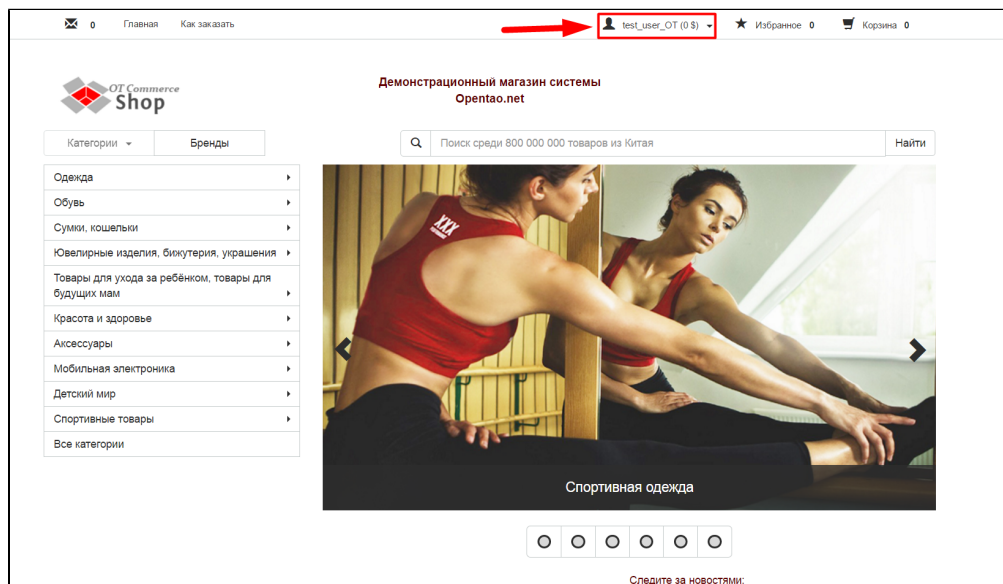 0 Главная Как заказать test_user_OT (0 $) Избранное 0 Корзина 0
OT Commerce
Shop
Демонстрационный магазин системы
Opentao.net
Категории Бренды Поиск среди 800 000 000 товаров из Китая Найти
Одежда
Обувь
Сумки, кошельки
Ювелирные изделия, бижутерия, украшения
Товары для ухода за ребёнком, товары для
будущих мам
Красота и здоровье
Аксессуары
Мобильная электроника
Детский мир
Спортивные товары
Все категории
XXX
Спортивная одежда
Следите за новостями: